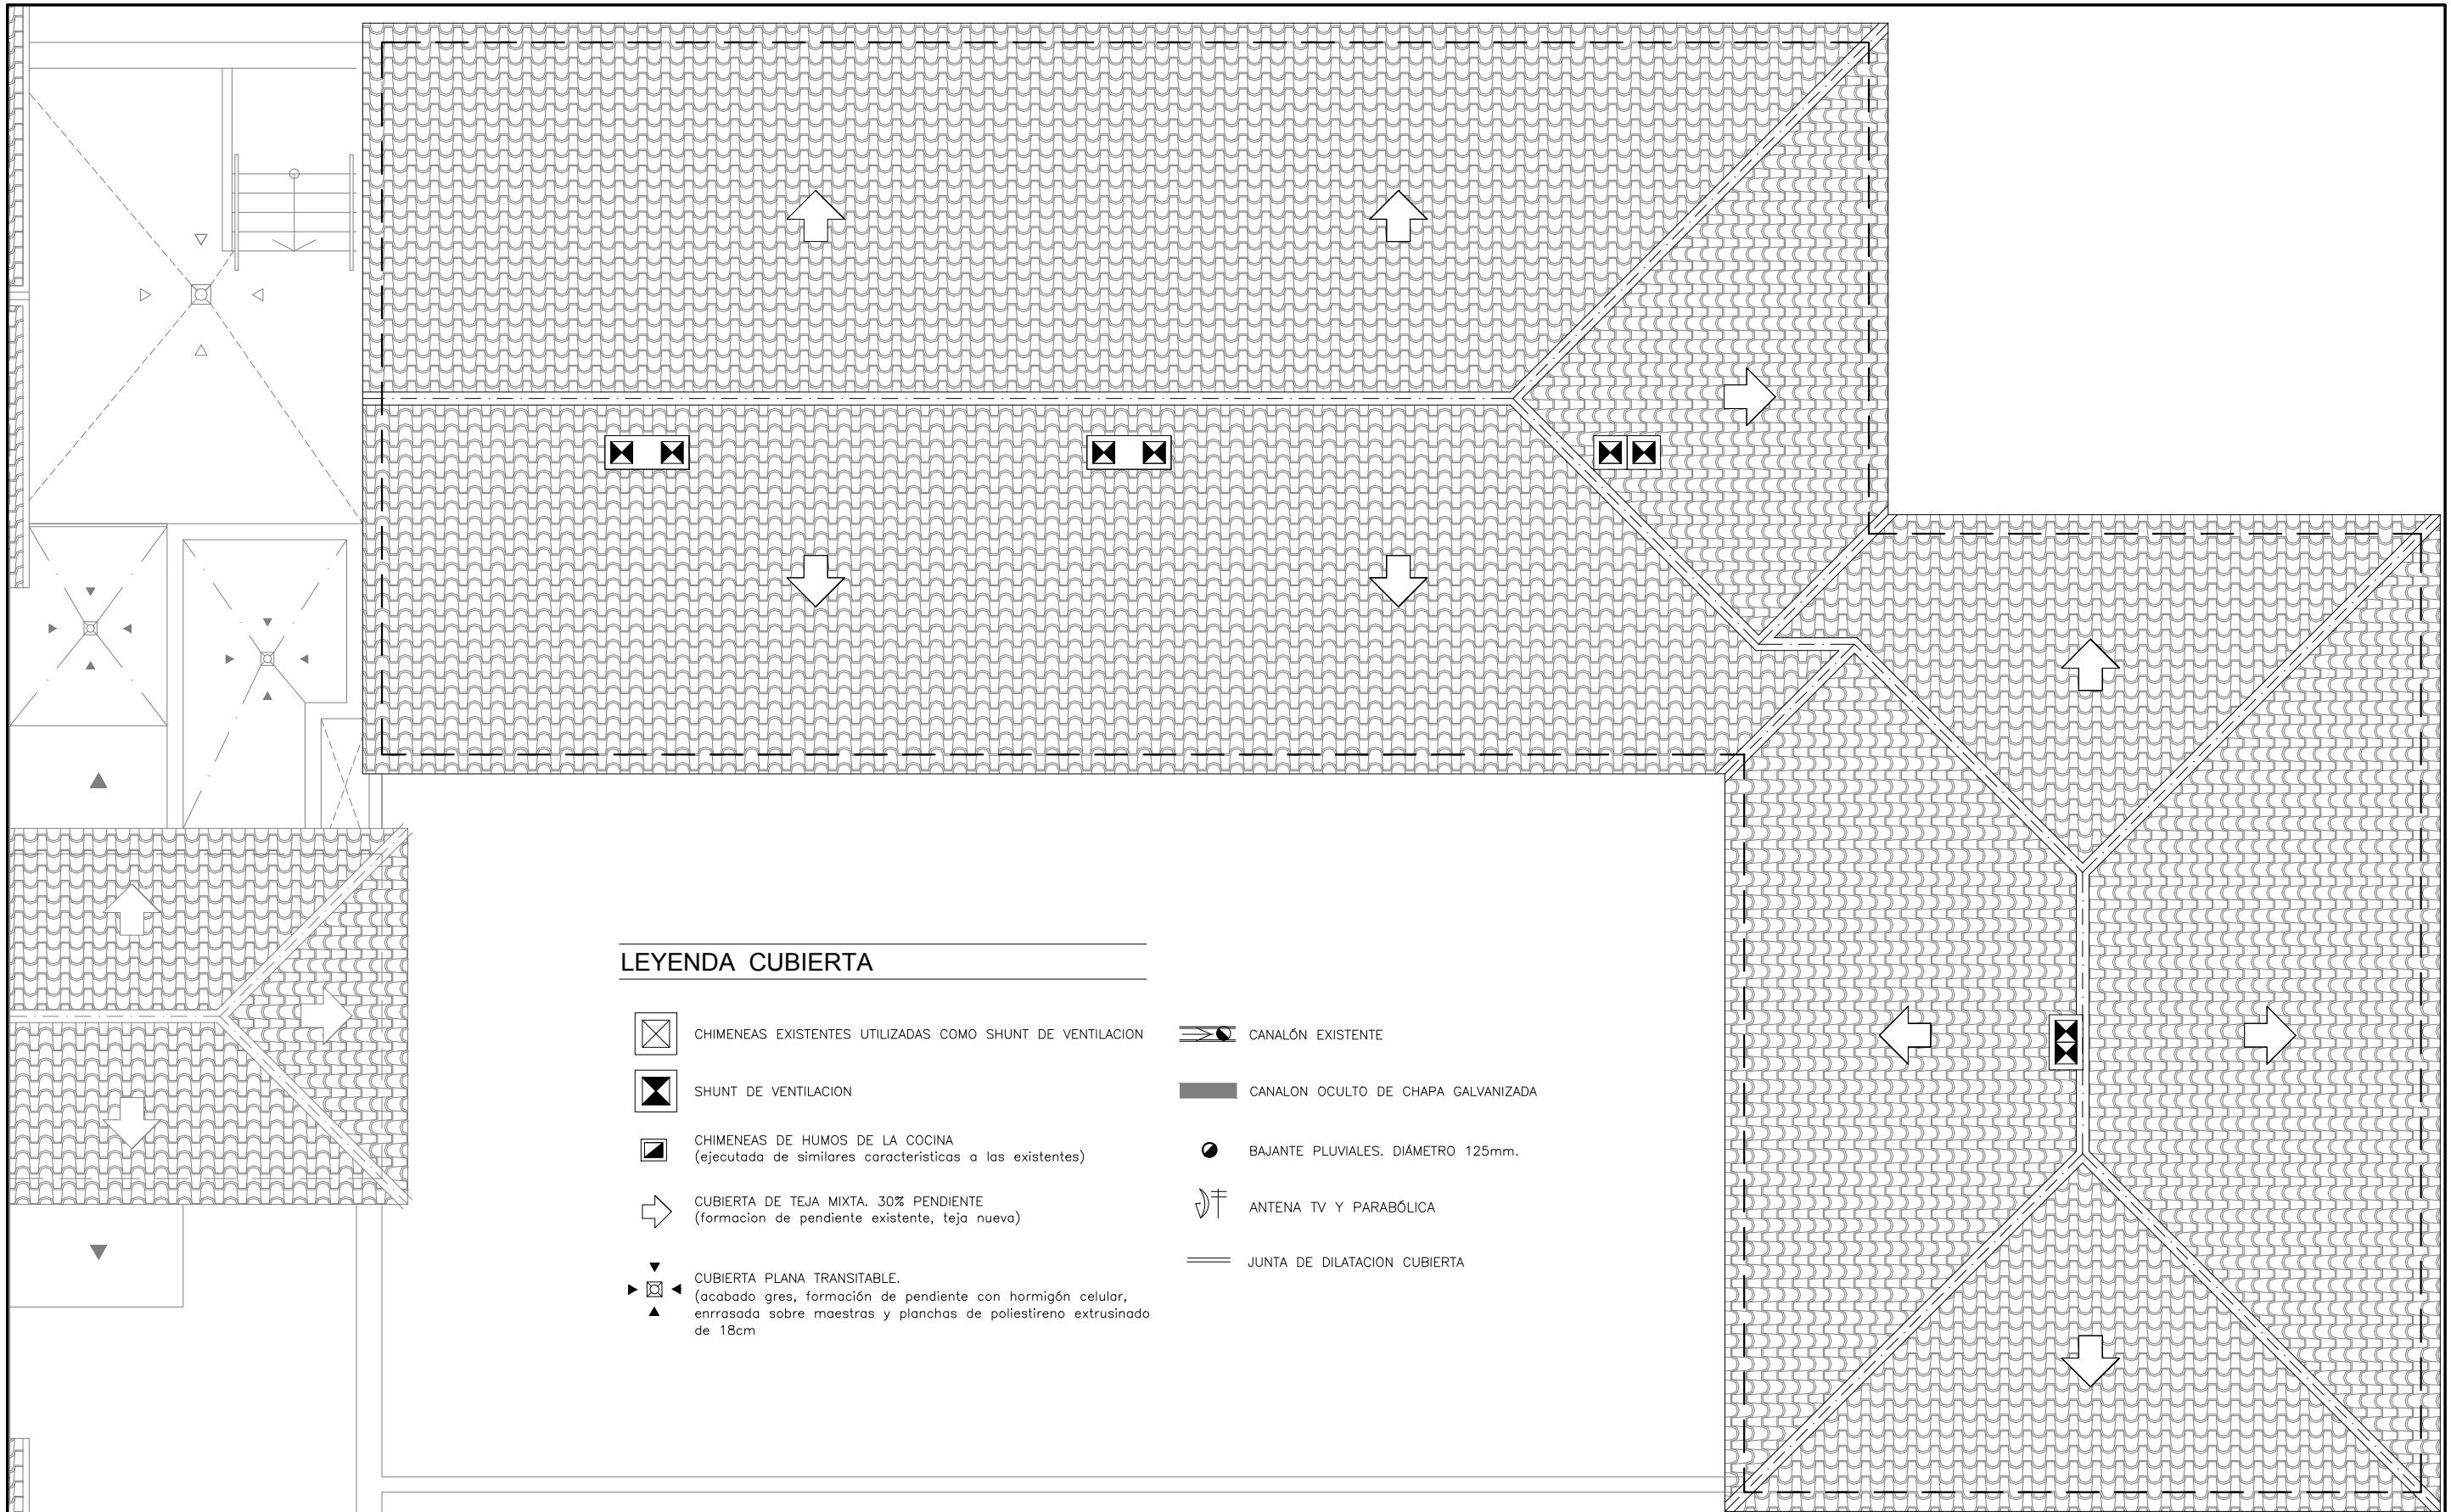 LEYENDA CUBIERTA
CHIMENEAS EXISTENTES UTILIZADAS COMO SHUNT DE VENTILACION
SHUNT DE VENTILACION
CHIMENEAS DE HUMOS DE LA COCINA
(ejecutada de similares caracteristicas a las existentes)
CUBIERTA DE TEJA MIXTA. 30% PENDIENTE
(formacion de pendiente existente, teja nueva)
CUBIERTA PLANA TRANSITABLE.
(acabado gres, formación de pendiente con hormigón celular,
enrrasada sobre maestras y planchas de poliestireno extrusinado
de 18cm
CANALÓN EXISTENTE
CANALON OCULTO DE CHAPA GALVANIZADA
BAJANTE PLUVIALES. DIÁMETRO 125mm.
ANTENA TV Y PARABÓLICA
JUNTA DE DILATACION CUBIERTA